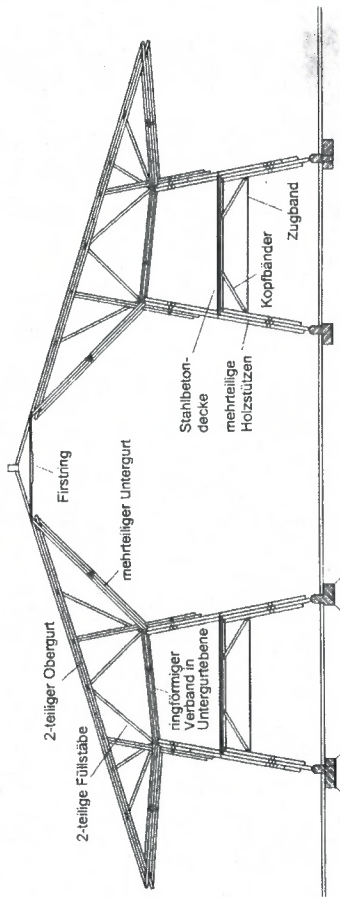 2-teiliger Obergurt
2-teilige Füllstäbe
ringförmiger
Verband in
Untergurtebene
mehrteiliger Untergurt
Firstring
Stahlbeton-
decke
mehrteilige
Holzstützen
Kopfbänder
Zugband